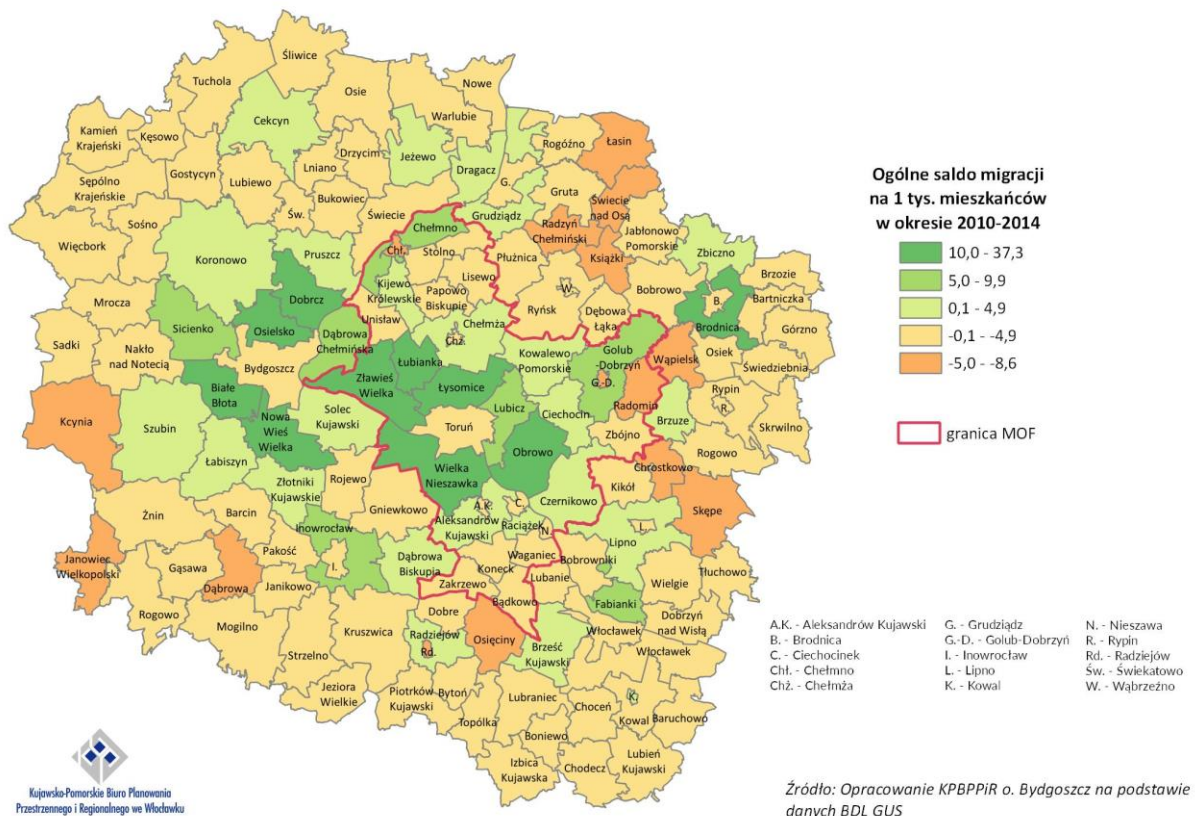 Śliwice
Tuchola
Osie
Nowe
Warlubie
Cekcyn
Kamień
Krajeński
Kęsowo
Drzycim
Jeżewo
Rogóźno
Łasin
Lniano
Dragacz
G.
Gostycyn
Lubiewo
Bukowiec
Gruta
Sępólno
Krajeńskie
Św.
Świecie
Grudziądz
Świecie
nad Osą
Sośno
Chełmno
Radzyń
Chełmiński
Jabłonowo
Pomorskie
Więcbork
Pruszcz
Chł.
Stolno
Płużnica
Książki
Zbiczno
Koronowo
Lisewo
Kijewo
Królewskie
Papowo
Biskupie
W.
Bobrowo
Brzozie
Mrocza
Dobrcz
Unisław
Ryńsk
Dębowa
Łąka
B.
Bartniczka
Sicienko
Osielsko
Dąbrowa
Chełmińska
Chełmża
Chż.
Brodnica
Górzno
Sadki
Nakło
nad Notecią
Bydgoszcz
Łubianka
Kowalewo
Pomorskie
Golub
-Dobrzyń
Wąpielsk
Osiek
Świedziebnia
Białe
Błota
Zławieś
Wielka
Łysomice
G.-D.
Rypin
R.
Kcynia
Nowa
Wieś
Wielka
Solec
Kujawski
Lubicz
Ciechocin
Radomin
Brzuze
Skrwilno
Szubin
Toruń
Zbójno
Łabiszyn
Obrowo
Rogowo
Złotniki
Kujawskie
Rojewo
Wielka
Nieszawka
Kikół
Chrostkowo
Żnin
Barcin
Gniewkowo
A.K.
C.
Czernikowo
Skępe
Inowrocław
Aleksandrów
Kujawski
Raciążek
N.
L.
Lipno
Janowiec
Wielkopolski
Gąsawa
Pakość
I.
Dąbrowa
Biskupia
Waganiec
Bobrowniki
Dąbrowa
Janikowo
Koneck
Lubanie
Wielgie
Tłuchowo
Zakrzewo
Fabianki
Rogowo
Mogilno
Kruszwica
Dobre
Bądkowo
Dobrzyń
nad Wisłą
Strzelno
Radziejów
Rd.
Osięciny
Brześć
Kujawski
Włocławek
Włocławek
Jeziora
Wielkie
Piotrków
Kujawski
Bytoń
Lubraniec
Choceń
K.
Kowal
Baruchowo
Topólka
Boniewo
Izbica
Kujawska
Chodecz
Lubień
Kujawski
Ogólne saldo migracji
na 1 tys. mieszkańców
w okresie 2010-2014
10,0 - 37,3
5,0 - 9,9
0,1 - 4,9
-0,1 - -4,9
-5,0 - -8,6
granica MOF
A.K. - Aleksandrów Kujawski
B. - Brodnica
C. - Ciechocinek
Chł. - Chełmno
Chż. - Chełmża
G. - Grudziądz
G.-D. - Golub-Dobrzyń
I. - Inowrocław
L. - Lipno
K. - Kowal
N. - Nieszawa
R. - Rypin
Rd. - Radziejów
Św. - Świekatowo
W. - Wąbrzeźno
Kujawsko-Pomorskie Biuro Planowania
Przestrzennego i Regionalnego we Włocławku
Źródło: Opracowanie KPBPPiR o. Bydgoszcz na podstawie
danych BDL GUS